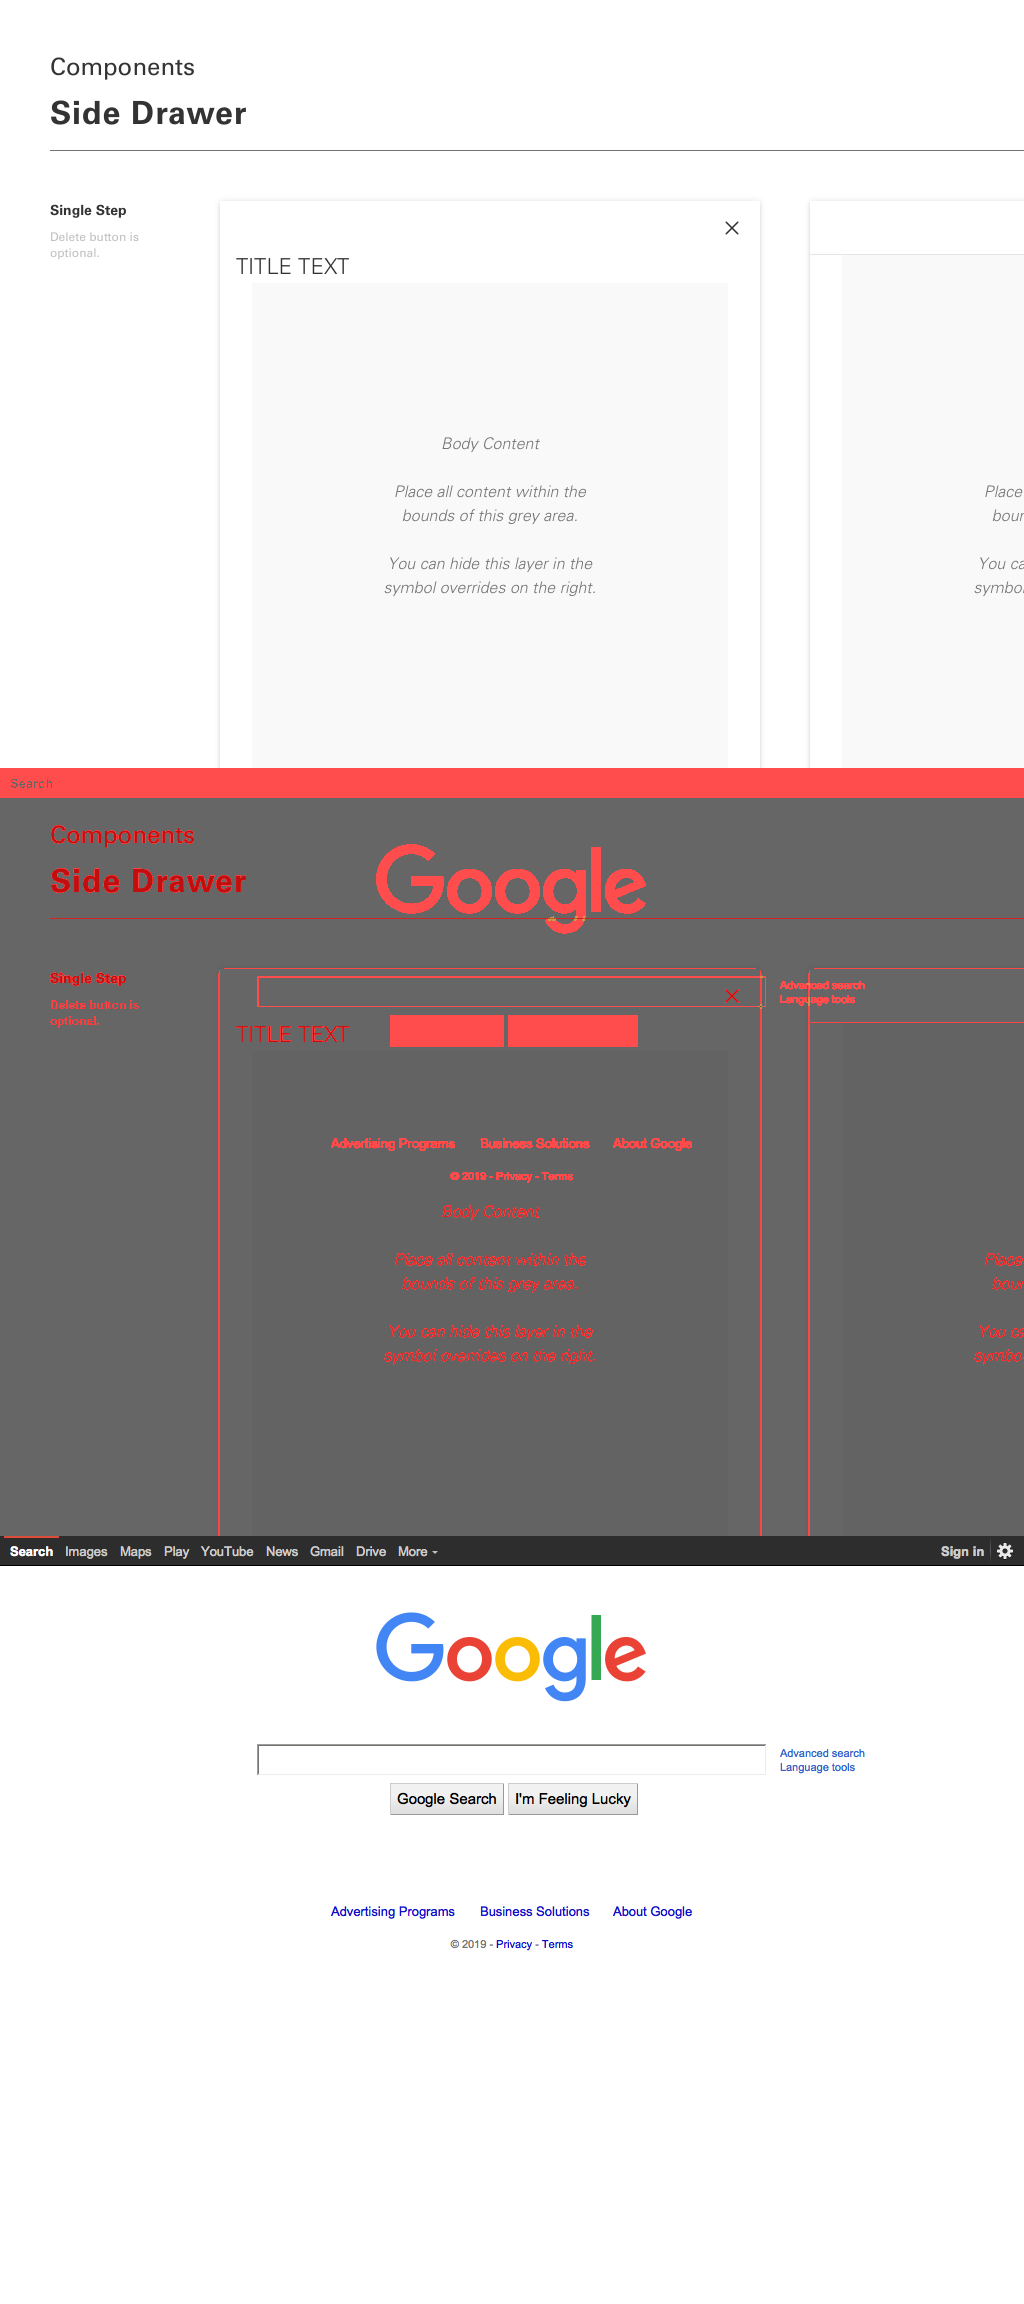 Components
Side Drawer
Single Step
Delete button is
optional.
TITLE TEXT
Body Content
Place all content within the
bounds of this grey area.
You can hide this layer in the
symbol overrides on the right.
Place
You ca
symbol
Search
Components
Google
Side Drawer
Single Step
Delete button is
optional.
Advanced search
Language tools
TITLE TEXT
Advertising Programs Business Solutions About Google
© 2019 - Privacy - Terms
Body Content
Place all content within the
bounds of this grey area.
You can hide this layer in the
symbol overrides on the right.
Place
You ca
symbo
Search Images Maps Play YouTube News Gmail Drive More Sign in
Google
Advanced search
Language tools
Google Search I'm Feeling Lucky
Advertising Programs Business Solutions About Google
© 2019 - Privacy - Terms